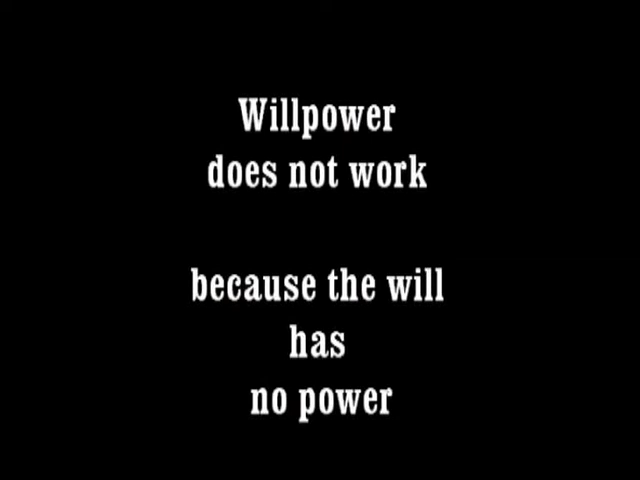 Willpower
does not work
because the will
has
no power